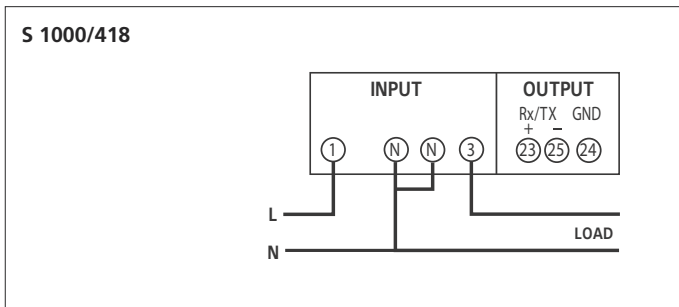 S 1000/418
INPUT OUTPUT
Rx/TX GND
+ –
1 N N 3 23 25 24
L
LOAD
N